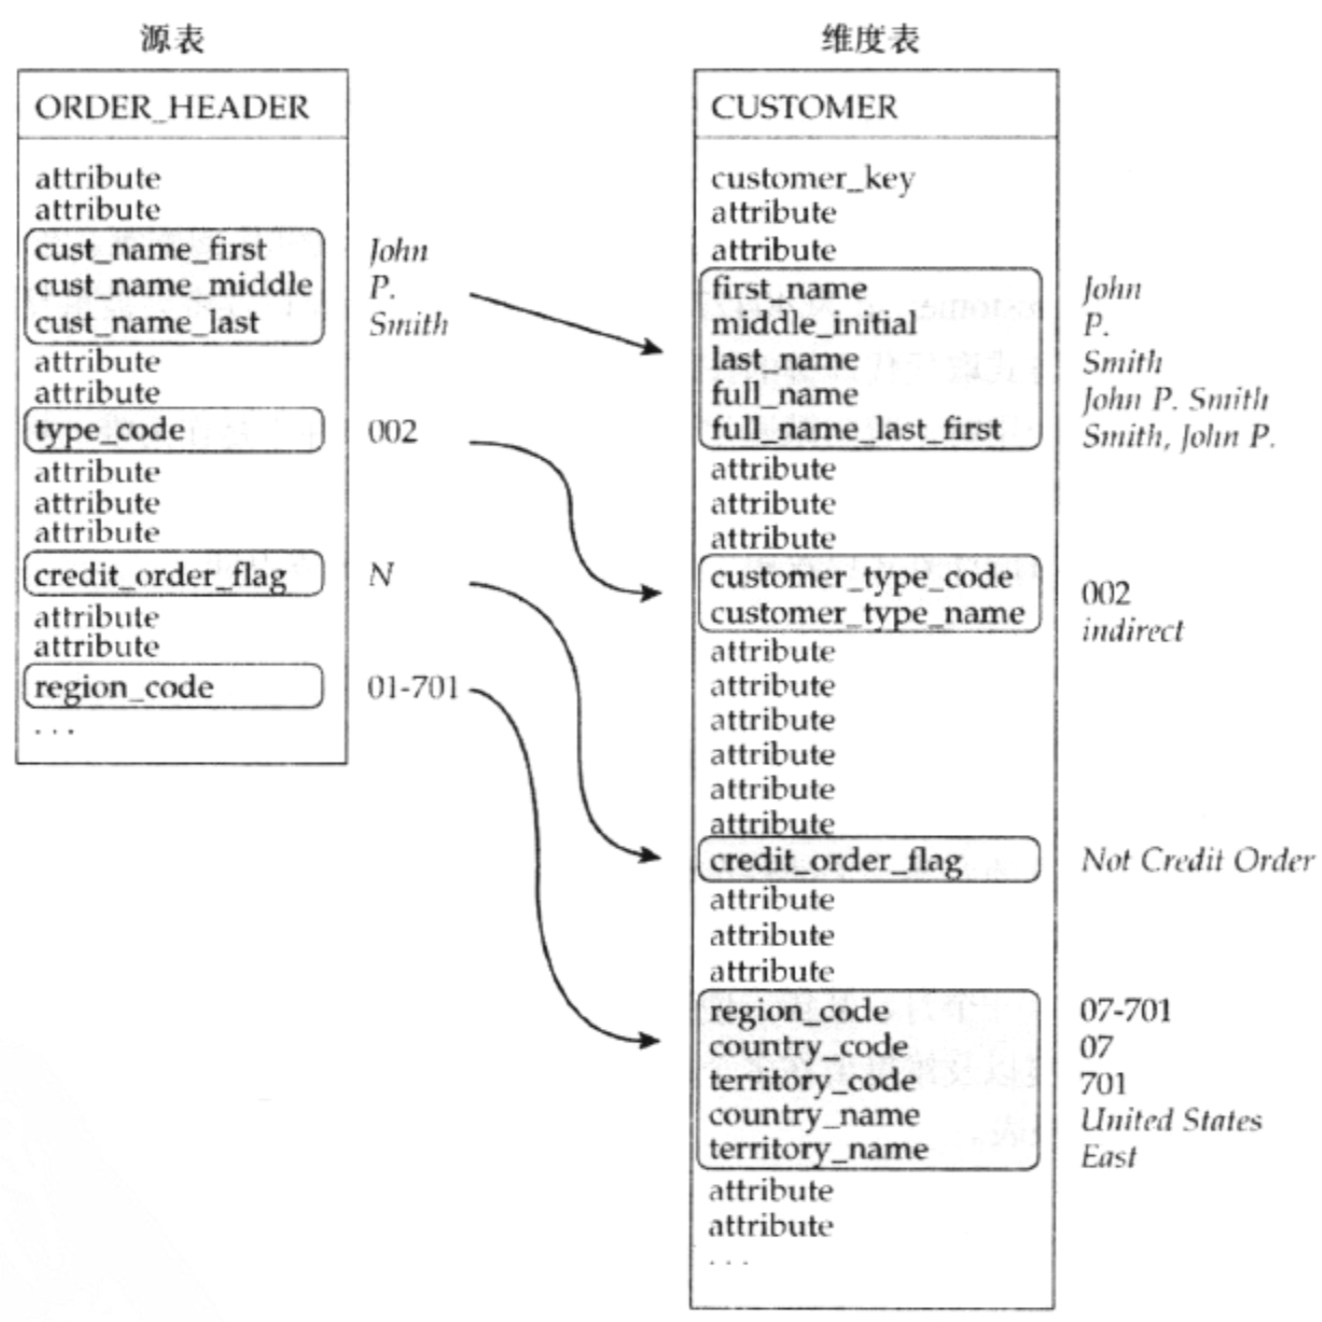 源表
ORDER_HEADER
attribute
attribute
cust_name_first John
cust_name_middle P.
cust_name_last Smith
attribute
attribute
type_code 002
attribute
attribute
attribute
credit_order_flag N
attribute
attribute
region_code 01-701
...
维度表
CUSTOMER
customer_key
attribute
attribute
first_name John
middle_initial P.
last_name Smith
full_name John P. Smith
full_name_last_first Smith, John P.
attribute
attribute
attribute
customer_type_code 002
customer_type_name indirect
attribute
attribute
attribute
attribute
attribute
attribute
credit_order_flag Not Credit Order
attribute
attribute
attribute
region_code 07-701
country_code 07
territory_code 701
country_name United States
territory_name East
attribute
attribute
...